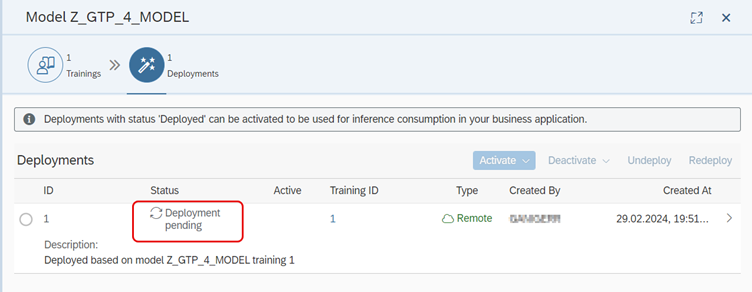 Model Z_GTP_4_MODEL
1
Trainings
1
Deployments
Deployments with status 'Deployed' can be activated to be used for inference consumption in your business application.
Deployments
Activate Deactivate Undeploy Redeploy
ID Status Active Training ID Type Created By Created At
1 Deployment pending 1 Remote 29.02.2024, 19:51...
Description:
Deployed based on model Z_GTP_4_MODEL training 1